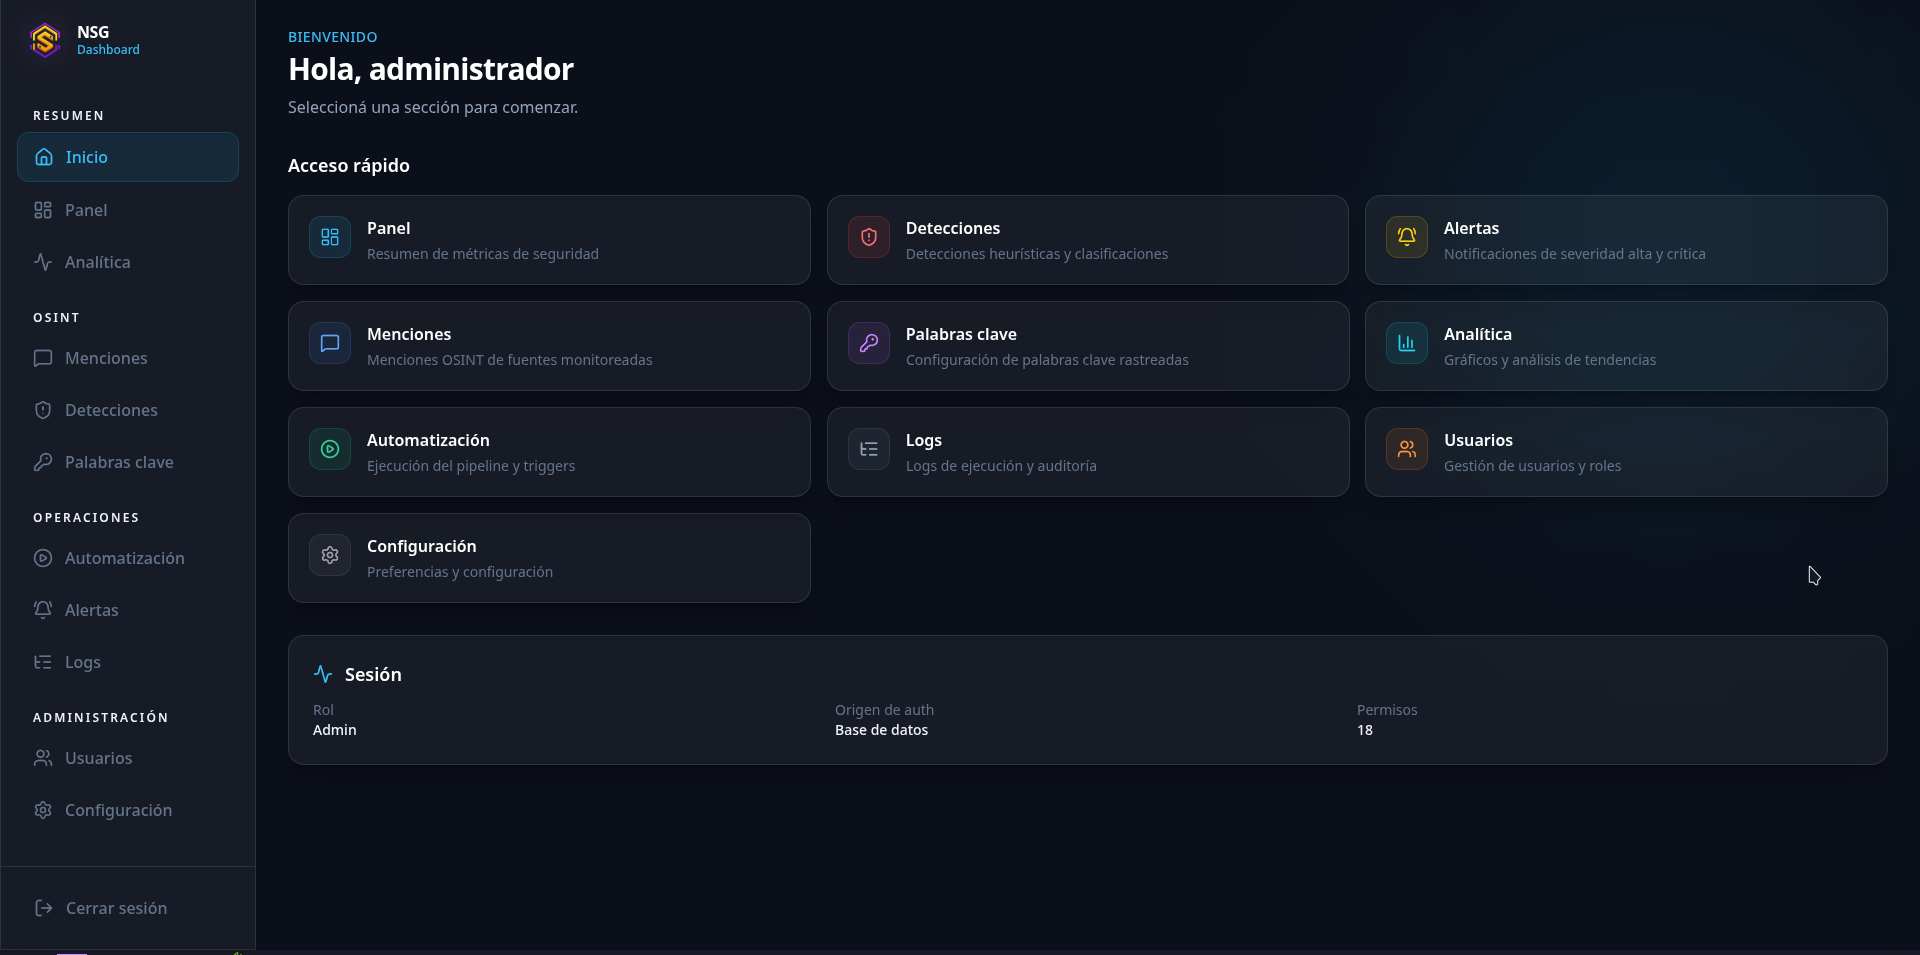 NSG
Dashboard
RESUMEN
Inicio
Panel
Analítica
OSINT
Menciones
Detecciones
Palabras clave
OPERACIONES
Automatización
Alertas
Logs
ADMINISTRACIÓN
Usuarios
Configuración
Cerrar sesión
BIENVENIDO
Hola, administrador
Seleccioná una sección para comenzar.
Acceso rápido
Panel
Resumen de métricas de seguridad
Detecciones
Detecciones heurísticas y clasificaciones
Alertas
Notificaciones de severidad alta y crítica
Menciones
Menciones OSINT de fuentes monitoreadas
Palabras clave
Configuración de palabras clave rastreadas
Analítica
Gráficos y análisis de tendencias
Automatización
Ejecución del pipeline y triggers
Logs
Logs de ejecución y auditoría
Usuarios
Gestión de usuarios y roles
Configuración
Preferencias y configuración
Sesión
Rol
Admin
Origen de auth
Base de datos
Permisos
18